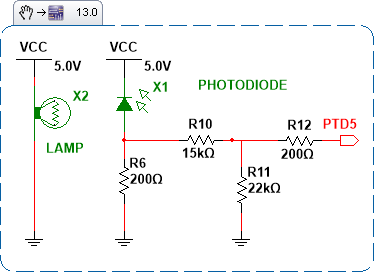 13.0
VCC
5.0V
X2
LAMP
VCC
5.0V
X1
PHOTODIODE
R6
200Ω
R10
15kΩ
R11
22kΩ
R12
200Ω
PTD5